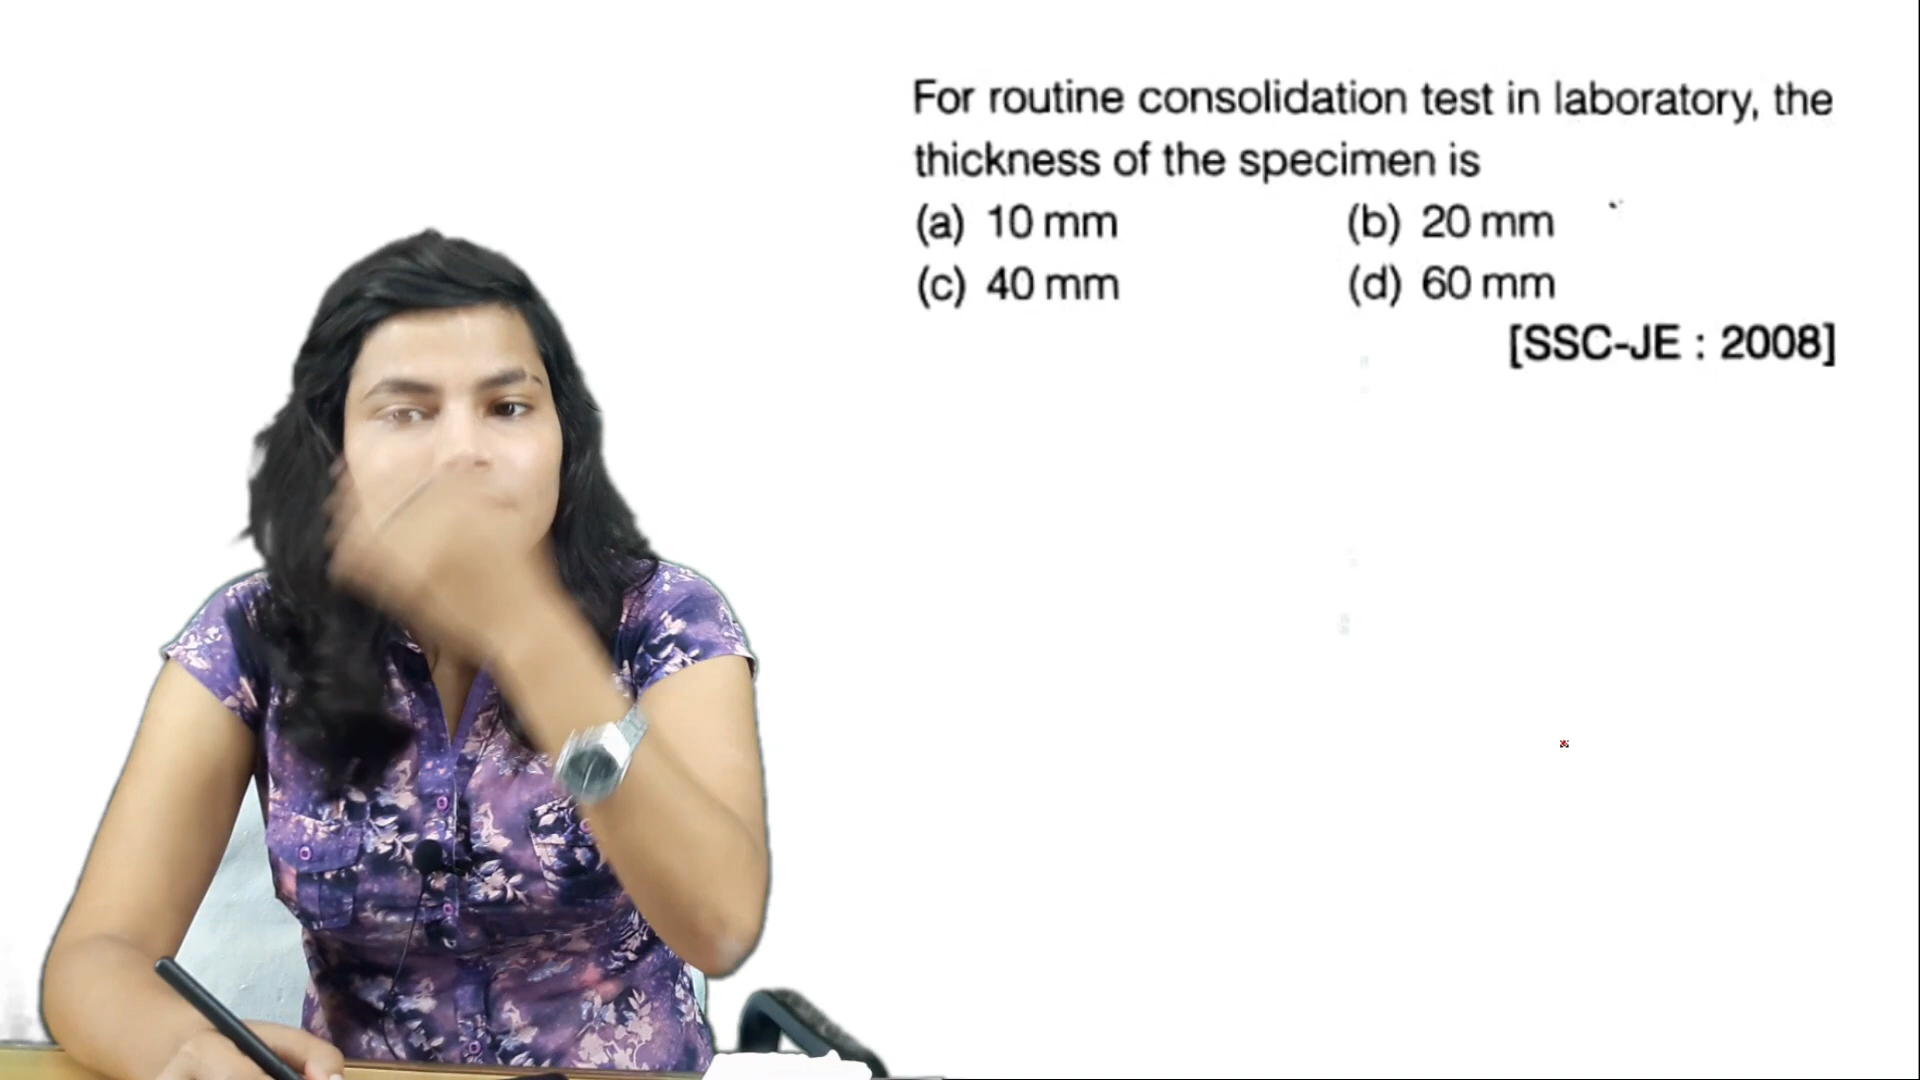 For routine consolidation test in laboratory, the
thickness of the specimen is
(a) 10 mm (b) 20 mm
(c) 40 mm (d) 60 mm
[SSC-JE : 2008]